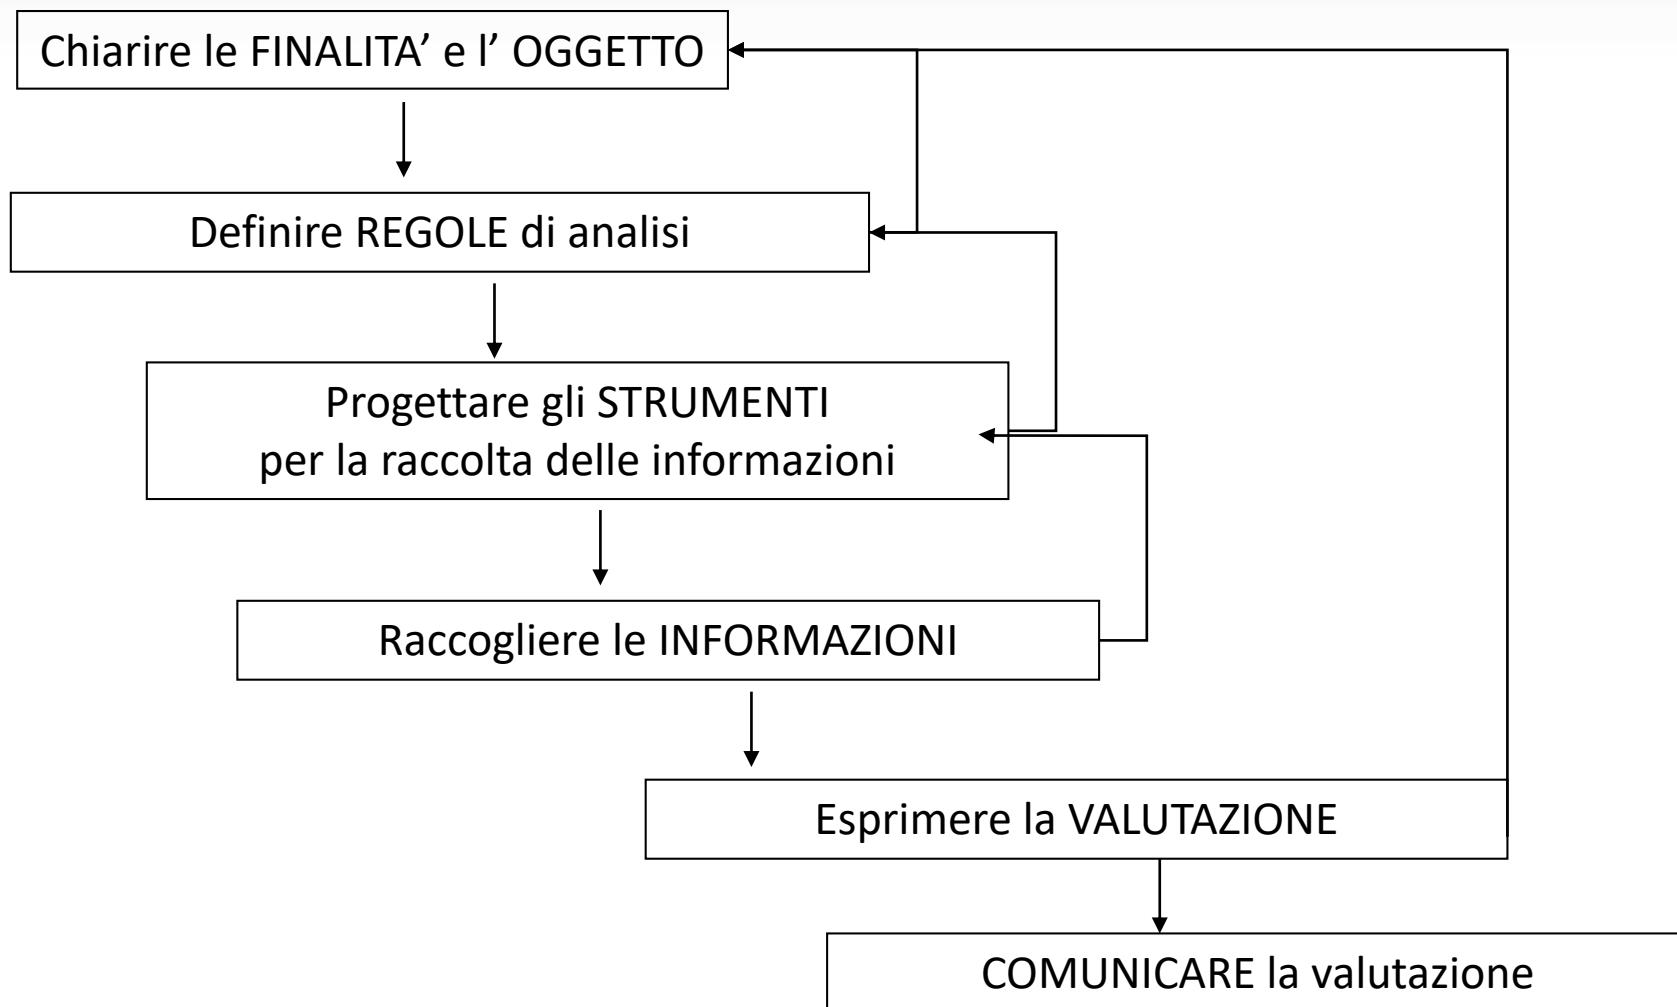 Chiarire le FINALITA’ e l’ OGGETTO
Definire REGOLE di analisi
Progettare gli STRUMENTI
per la raccolta delle informazioni
Raccogliere le INFORMAZIONI
Esprimere la VALUTAZIONE
COMUNICARE la valutazione